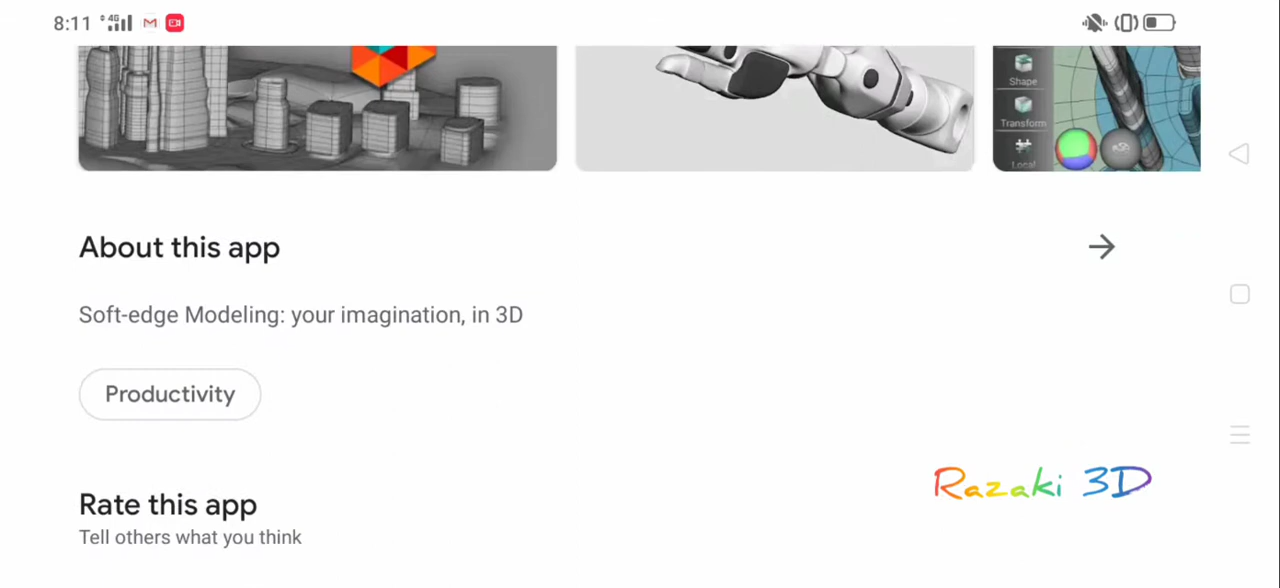 8:11 4G
Shape
Transform
Local
About this app
Soft-edge Modeling: your imagination, in 3D
Productivity
Razaki 3D
Rate this app
Tell others what you think